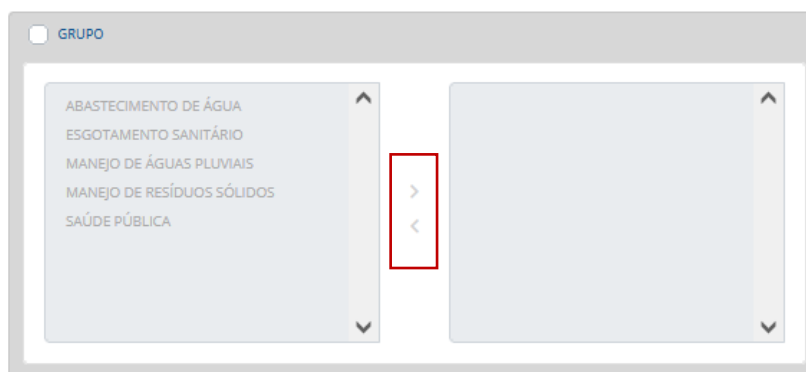 GRUPO
ABASTECIMENTO DE ÁGUA
ESGOTAMENTO SANITÁRIO
MANEJO DE ÁGUAS PLUVIAIS
MANEJO DE RESÍDUOS SÓLIDOS
SAÚDE PÚBLICA